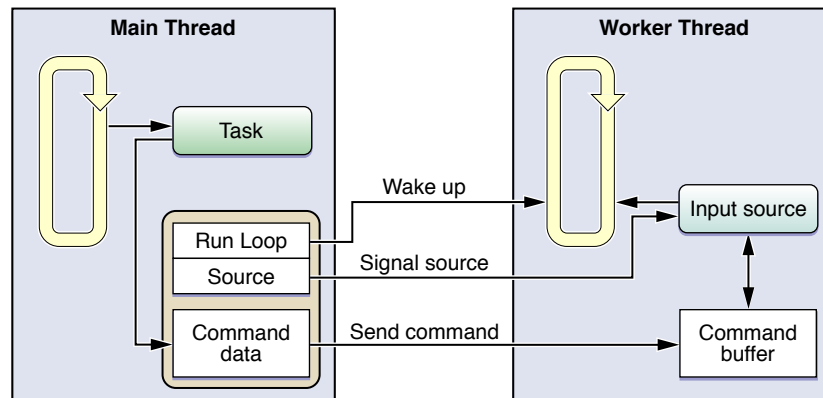 Main Thread
Worker Thread
Task
Wake up
Input source
Run Loop
Source
Signal source
Command
data
Send command
Command
buffer